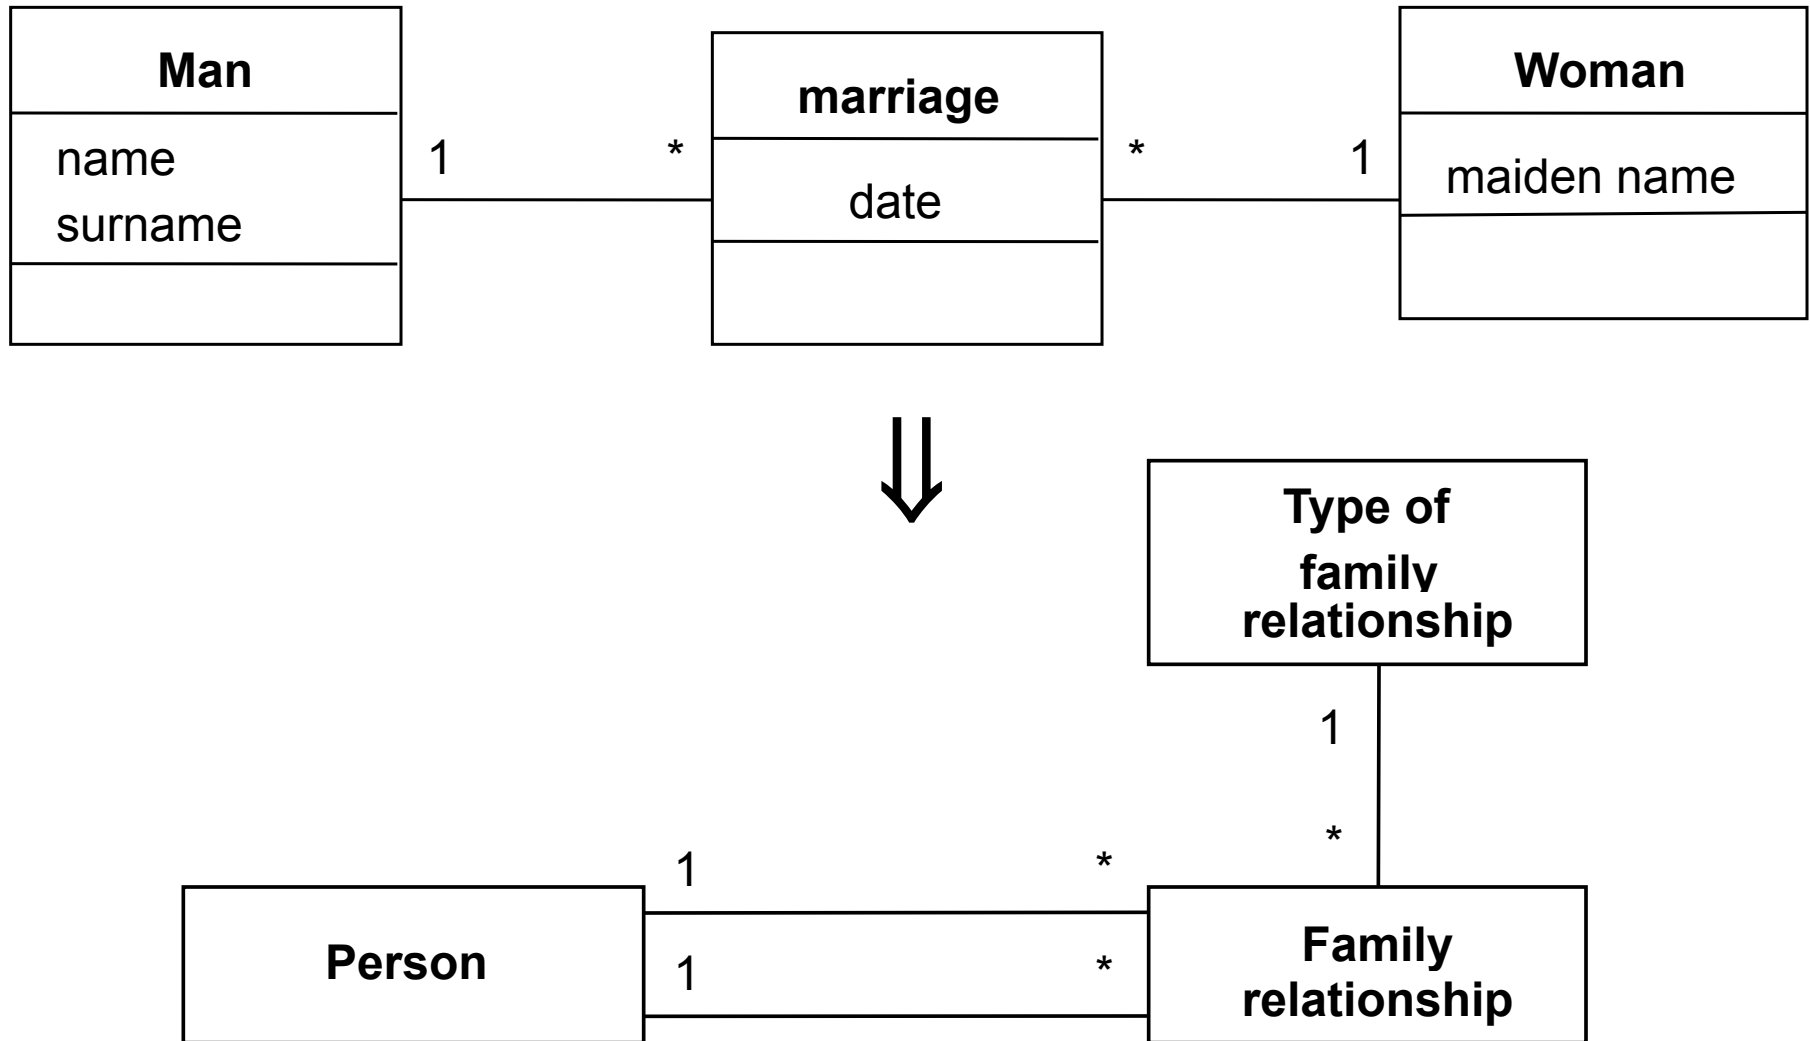 Man
name
surname
1
*
marriage
date
*
1
Woman
maiden name
⇓
Type of
family
relationship
1
*
1
*
Person
1
*
Family
relationship